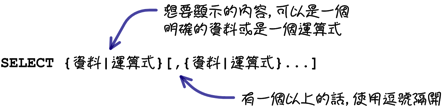 想要顯示的內容,可以是一個
明確的資料或是一個運算式
SELECT {資料|運算式}[,{資料|運算式}...]
有一個以上的話,使用逗號隔開